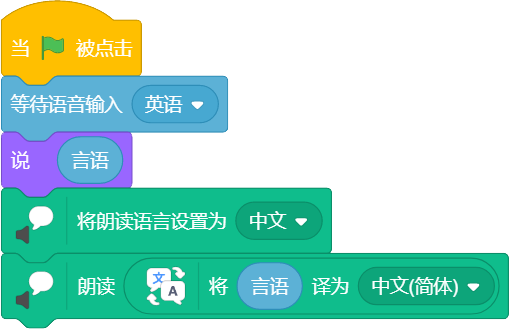 当 被点击
等待语音输入 英语
说 言语
将朗读语言设置为 中文
朗读 文 A 将 言语 译为 中文(简体)